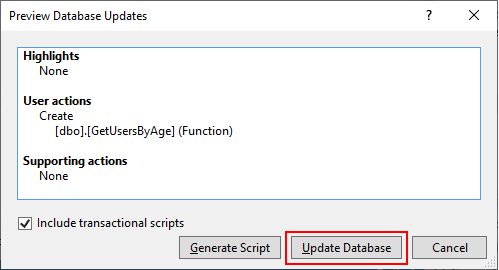 Preview Database Updates
Highlights
None
User actions
Create
[dbo].[GetUsersByAge] (Function)
Supporting actions
None
Include transactional scripts
Generate Script Update Database Cancel